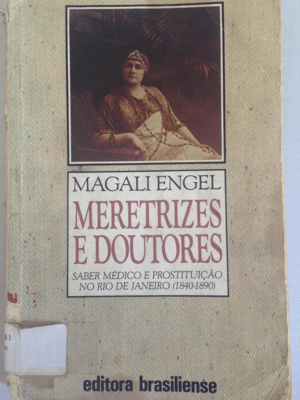 MAGALI ENGEL
MERETRIZES
E DOUTORES
SABER MÉDICO E PROSTITUIÇÃO
NO RIO DE JANEIRO (1840-1890)
editora brasiliense